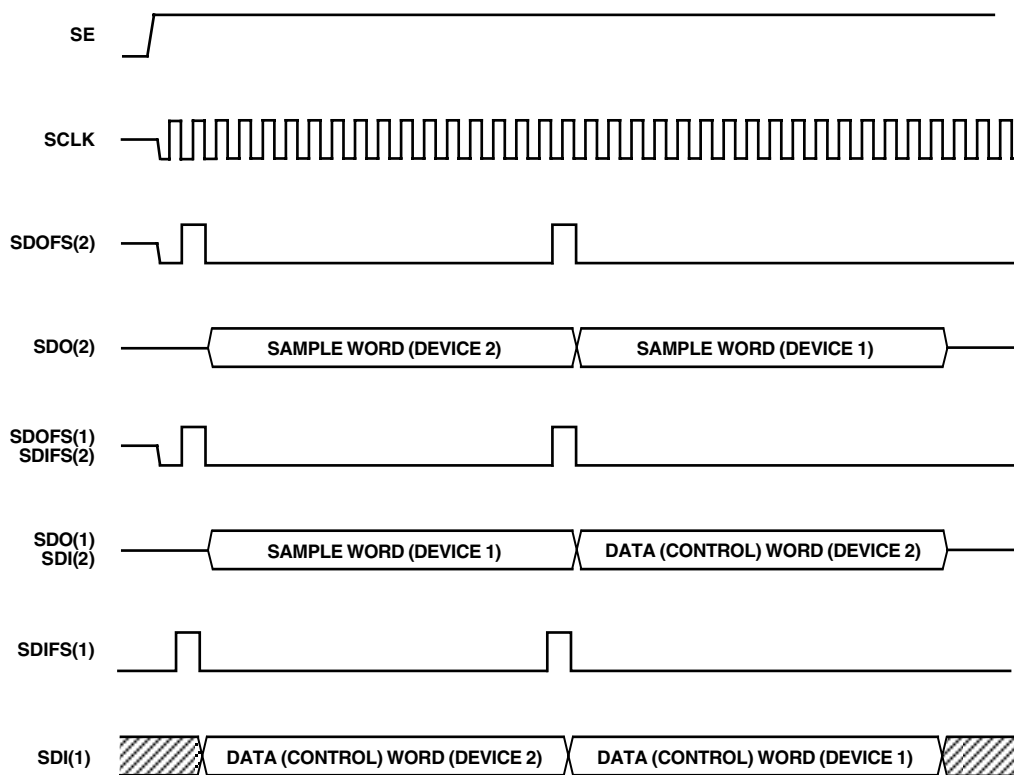 SE
SCLK
SDOFS(2)
SDO(2)
SAMPLE WORD (DEVICE 2)
SAMPLE WORD (DEVICE 1)
SDOFS(1)
SDIFS(2)
SDO(1)
SDI(2)
SAMPLE WORD (DEVICE 1)
DATA (CONTROL) WORD (DEVICE 2)
SDIFS(1)
SDI(1)
DATA (CONTROL) WORD (DEVICE 2)
DATA (CONTROL) WORD (DEVICE 1)